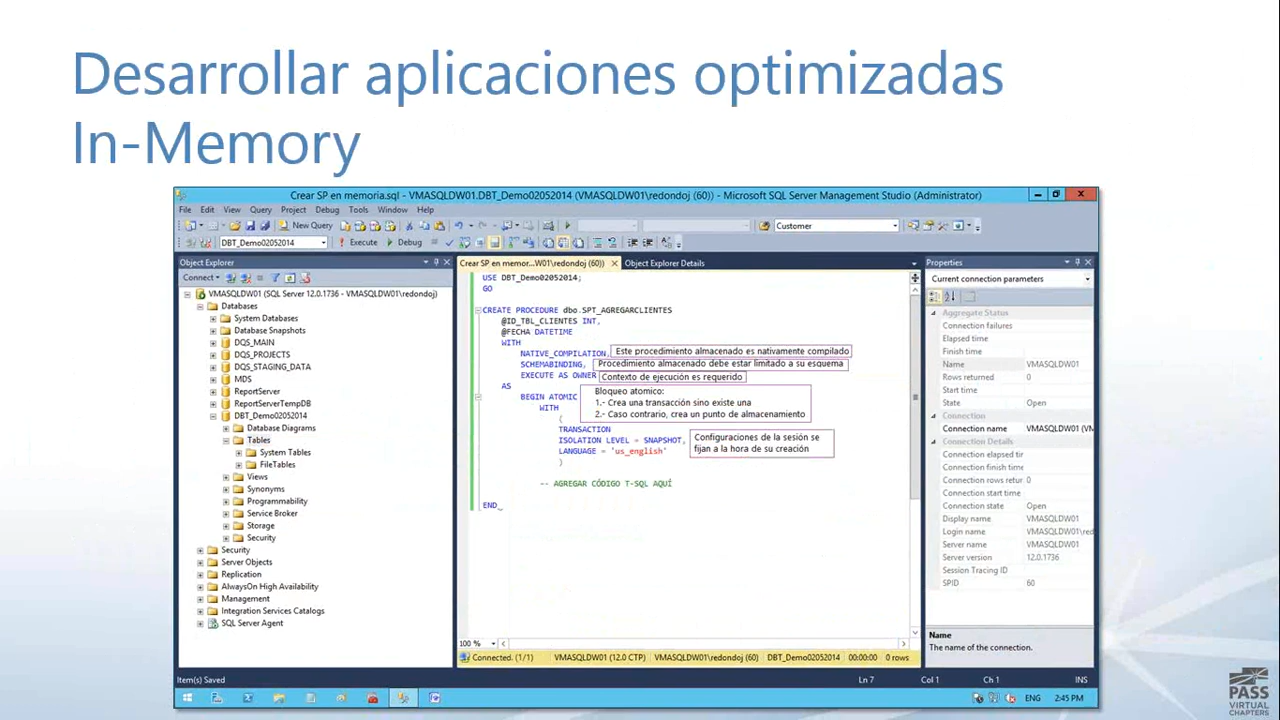 Desarrollar aplicaciones optimizadas
In-Memory
Crear SP en memoria.sql - VMASQLDW01.DBT_Demo02052014 (VMASQLDW01\redondoj (60)) - Microsoft SQL Server Management Studio (Administrator)
File Edit View Query Project Debug Tools Window Help
New Query
Customer
DBT_Demo02052014
Execute
Debug
Object Explorer
Connect
VMASQLDW01 (SQL Server 12.0.1736 - VMASQLDW01\redondoj)
Databases
System Databases
Database Snapshots
DQS_MAIN
DQS_PROJECTS
DQS_STAGING_DATA
MDS
ReportServer
ReportServerTempDB
DBT_Demo02052014
Database Diagrams
Tables
System Tables
FileTables
Views
Synonyms
Programmability
Service Broker
Storage
Security
Security
Server Objects
Replication
AlwaysOn High Availability
Management
Integration Services Catalogs
SQL Server Agent
Crear SP en memor...W01\redondoj (60))
Object Explorer Details
USE DBT_Demo02052014;
GO
CREATE PROCEDURE dbo.SPT_AGREGARCLIENTES
@ID_TBL_CLIENTES INT,
@FECHA DATETIME
WITH
NATIVE_COMPILATION, Este procedimiento almacenado es nativamente compilado
SCHEMABINDING, Procedimiento almacenado debe estar limitado a su esquema
EXECUTE AS OWNER Contexto de ejecución es requerido
AS
BEGIN ATOMIC
Bloqueo atomico:
1.- Crea una transacción sino existe una
2.- Caso contrario, crea un punto de almacenamiento
WITH
(
TRANSACTION
ISOLATION LEVEL = SNAPSHOT,
LANGUAGE = 'us_english'
)
Configuraciones de la sesión se
fijan a la hora de su creación
-- AGREGAR CÓDIGO T-SQL AQUÍ
END_
100 %
Connected. (1/1)
VMASQLDW01 (12.0 CTP)
VMASQLDW01\redondoj (60)
DBT_Demo02052014
00:00:00
0 rows
Properties
Current connection parameters
Aggregate Status
Connection failures
Elapsed time
Finish time
Name VMASQLDW01
Rows returned 0
Start time
State Open
Connection
Connection name VMASQLDW01 (VM
Connection Details
Connection elapsed tir
Connection finish time
Connection rows retur 0
Connection start time
Connection state Open
Display name VMASQLDW01
Login name VMASQLDW01\red
Server name VMASQLDW01
Server version 12.0.1736
Session Tracing ID
SPID 60
Name
The name of the connection.
Item(s) Saved
Ln 7
Col 1
Ch 1
INS
ENG
2:45 PM
PASS
VIRTUAL
CHAPTERS